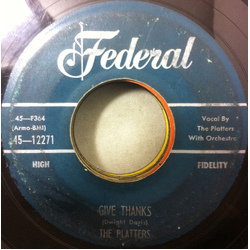 Federal
45-F364
(Armo-BMI)
45-12271
Vocal By
The Platters
With Orchestra
HIGH
FIDELITY
GIVE THANKS
(Dwight Davis)
THE PLATTERS